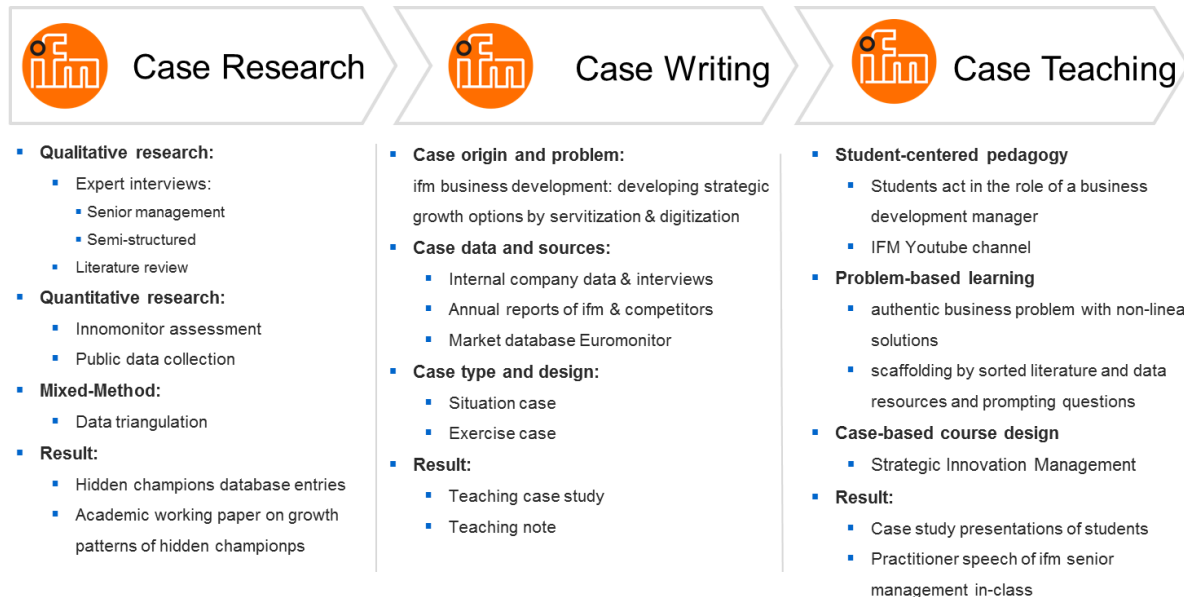 ifm
Case Research
Qualitative research:
Expert interviews:
Senior management
Semi-structured
Literature review
Quantitative research:
Innomonitor assessment
Public data collection
Mixed-Method:
Data triangulation
Result:
Hidden champions database entries
Academic working paper on growth
patterns of hidden championps
ifm
Case Writing
Case origin and problem:
ifm business development: developing strategic
growth options by servitization & digitization
Case data and sources:
Internal company data & interviews
Annual reports of ifm & competitors
Market database Euromonitor
Case type and design:
Situation case
Exercise case
Result:
Teaching case study
Teaching note
ifm
Case Teaching
Student-centered pedagogy
Students act in the role of a business
development manager
IFM Youtube channel
Problem-based learning
authentic business problem with non-linea
solutions
scaffolding by sorted literature and data
resources and prompting questions
Case-based course design
Strategic Innovation Management
Result:
Case study presentations of students
Practitioner speech of ifm senior
management in-class